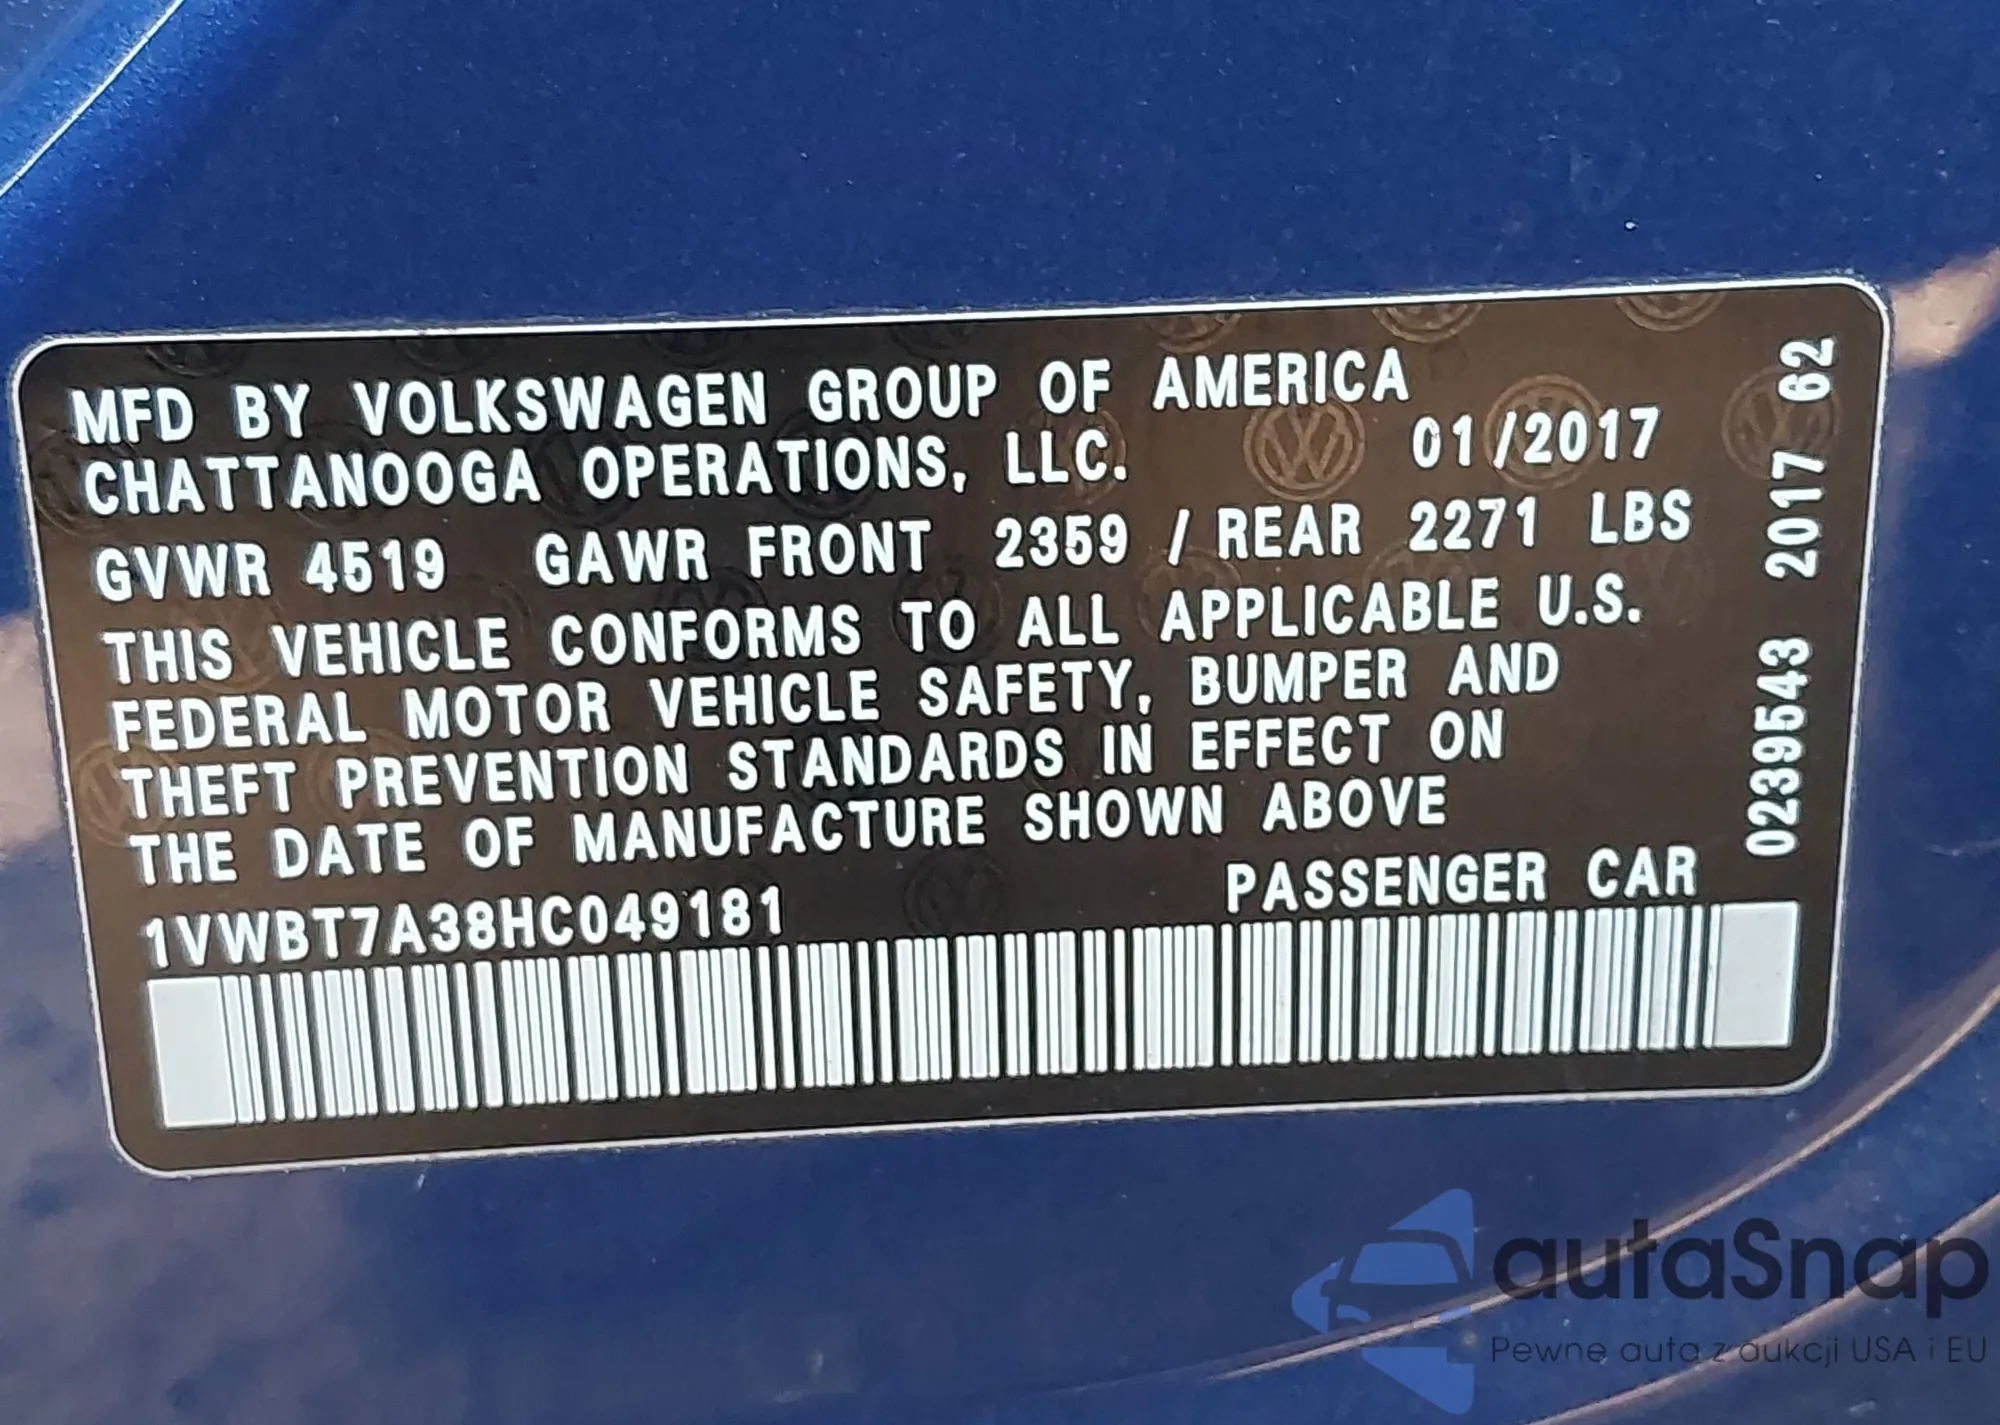 MFD BY VOLKSWAGEN GROUP OF AMERICA
CHATTANOOGA OPERATIONS, LLC. 01/2017
GVWR 4519 GAWR FRONT 2359 / REAR 2271 LBS
THIS VEHICLE CONFORMS TO ALL APPLICABLE U.S.
FEDERAL MOTOR VEHICLE SAFETY, BUMPER AND
THEFT PREVENTION STANDARDS IN EFFECT ON
THE DATE OF MANUFACTURE SHOWN ABOVE
1VWBT7A38HC049181 PASSENGER CAR
0239543 2017 62
autaSnap
Pewne auta z aukcji USA i EU